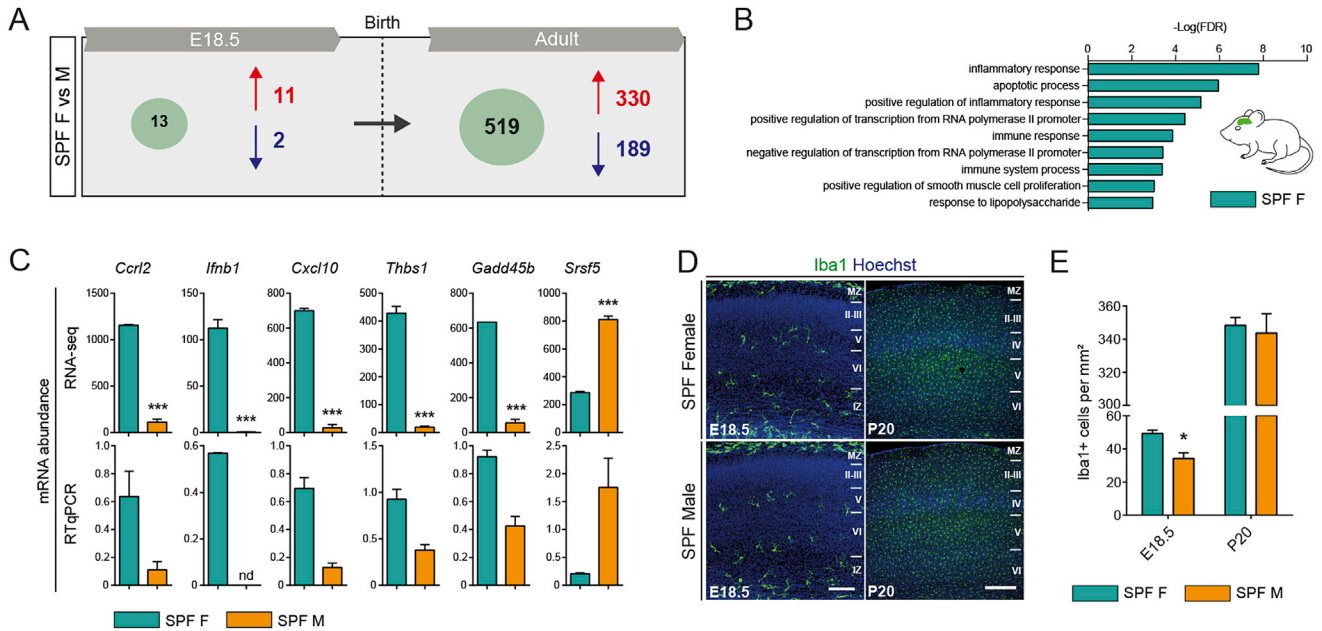 A
Birth
E18.5
Adult
SPF F vs M
13
11
2
519
330
189
B
-Log(FDR)
0 2 4 6 8 10
inflammatory response
apoptotic process
positive regulation of inflammatory response
positive regulation of transcription from RNA polymerase II promoter
immune response
negative regulation of transcription from RNA polymerase II promoter
immune system process
positive regulation of smooth muscle cell proliferation
response to lipopolysaccharide
SPF F
C
Ccrl2 Ifnb1 Cxcl10 Thbs1 Gadd45b Srsf5
mRNA abundance
RNA-seq
1500
1000
500
0
***
150
100
50
0
***
800
600
400
200
0
***
500
400
300
200
100
0
***
800
600
400
200
0
***
1000
800
600
400
200
0
***
RTqPCR
1.0
0.8
0.6
0.4
0.2
0
0.6
0.4
0.2
0.0
nd
1.0
0.8
0.6
0.4
0.2
0
1.5
1.0
0.5
0.0
1.0
0.8
0.6
0.4
0.2
0
2.5
2.0
1.5
1.0
0.5
0.0
SPF F SPF M
D
Iba1 Hoechst
SPF Female
MZ
II-III
V
VI
IZ
E18.5
MZ
II-III
IV
V
VI
P20
SPF Male
MZ
II-III
V
VI
IZ
E18.5
MZ
II-III
IV
V
VI
P20
E
Iba1+ cells per mm²
360
340
320
300
60
40
20
0
*
E18.5
P20
SPF F SPF M